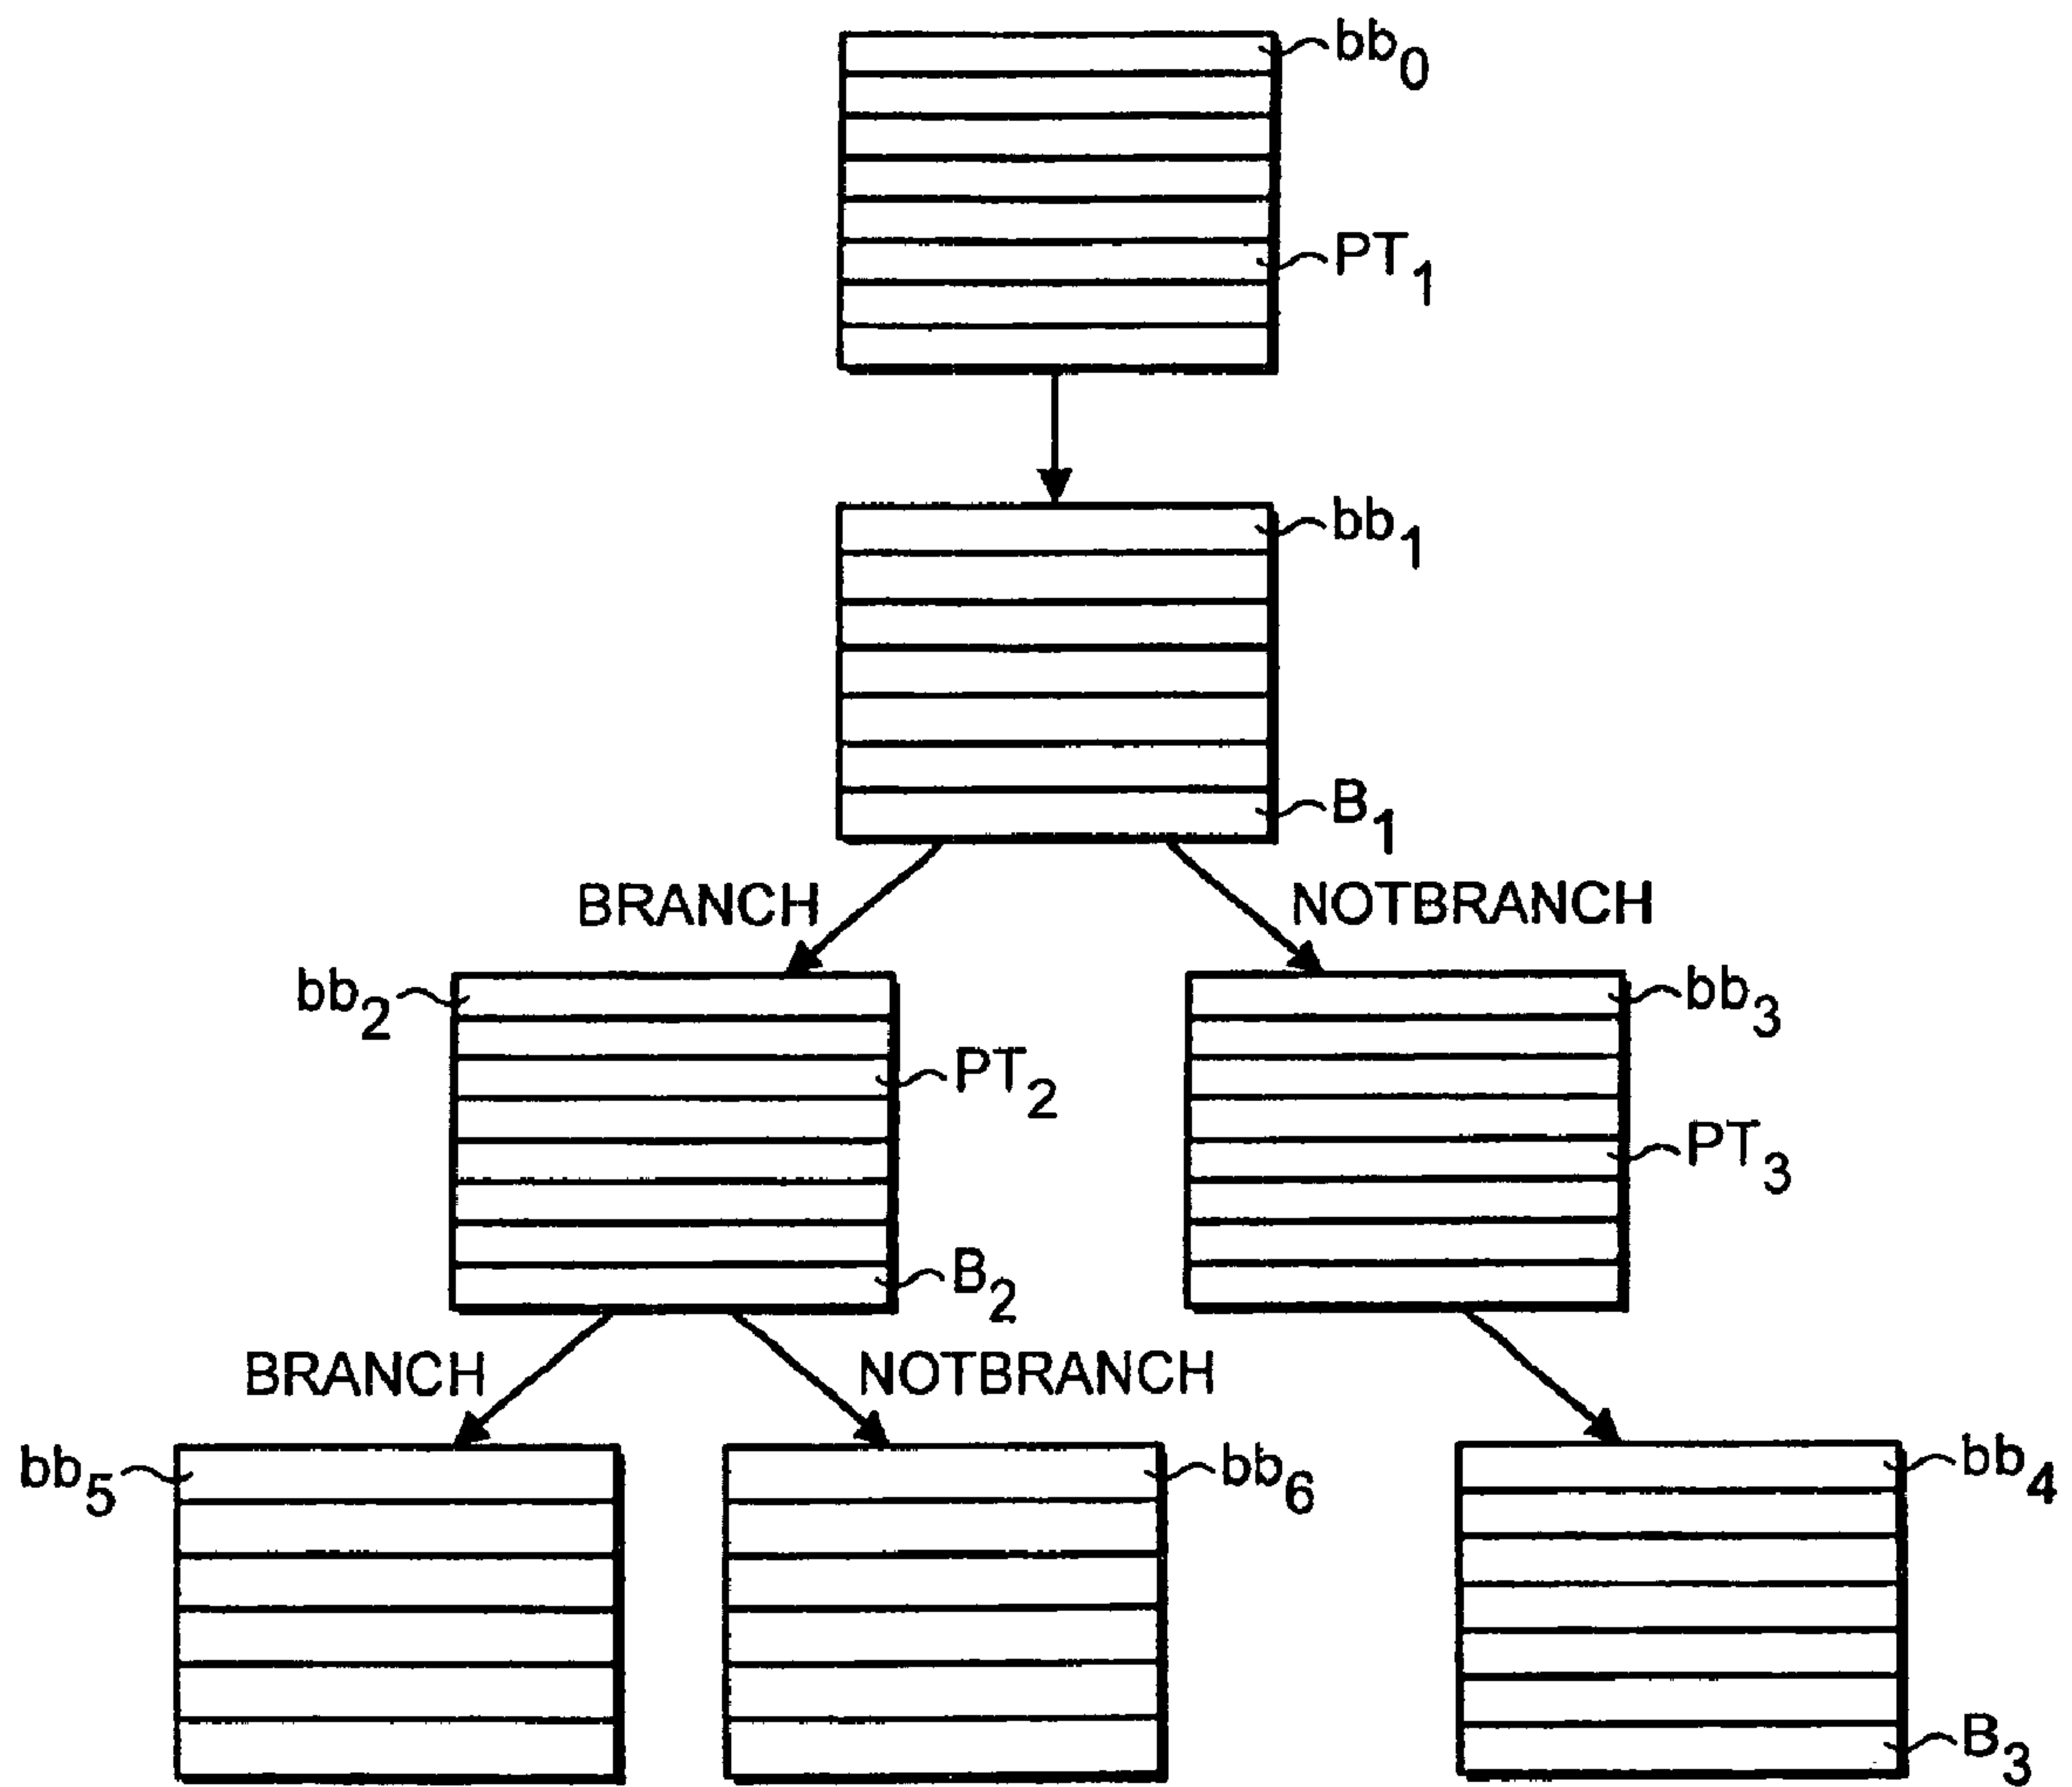 bb0
PT1
bb1
B1
BRANCH NOTBRANCH
bb2 bb3
PT2
PT3
B2
BRANCH NOTBRANCH
bb5 bb6 bb4
B3